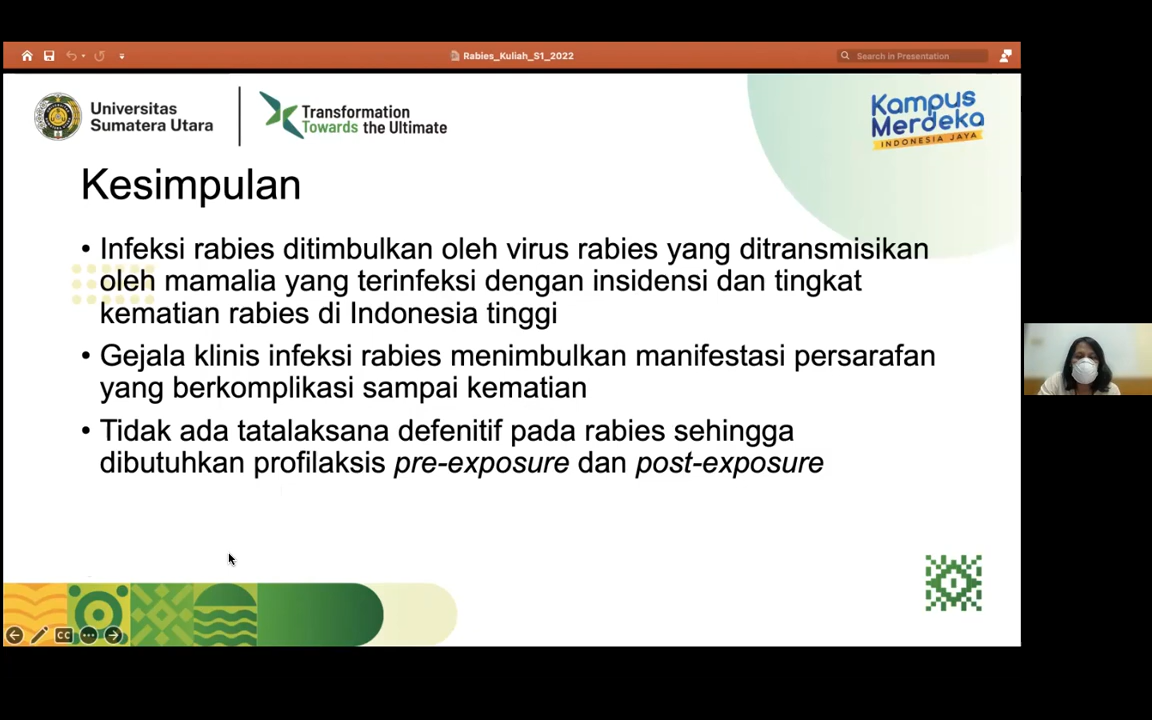 Rabies_Kuliah_S1_2022
Search in Presentation
Universitas
Sumatera Utara
Transformation
Towards the Ultimate
Kampus
Merdeka
INDONESIA JAYA
Kesimpulan
• Infeksi rabies ditimbulkan oleh virus rabies yang ditransmisikan
oleh mamalia yang terinfeksi dengan insidensi dan tingkat
kematian rabies di Indonesia tinggi
• Gejala klinis infeksi rabies menimbulkan manifestasi persarafan
yang berkomplikasi sampai kematian
• Tidak ada tatalaksana defenitif pada rabies sehingga
dibutuhkan profilaksis pre-exposure dan post-exposure
CC